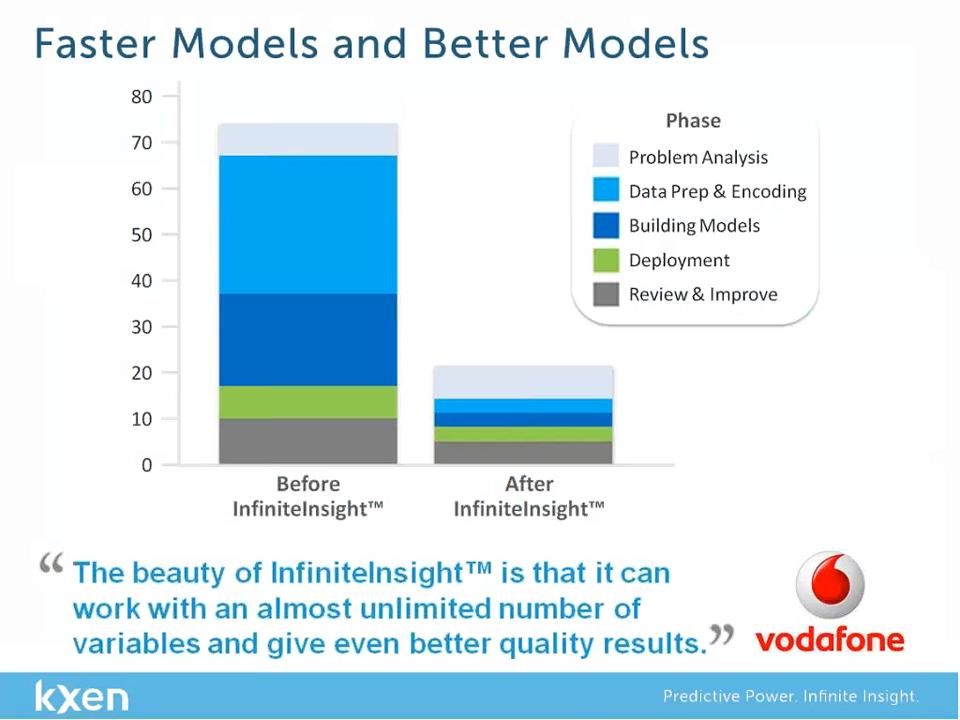 Faster Models and Better Models
80
70
60
50
40
30
20
10
0
Phase
Problem Analysis
Data Prep & Encoding
Building Models
Deployment
Review & Improve
Before
InfiniteInsight™
After
InfiniteInsight™
“ The beauty of InfiniteInsight™ is that it can
work with an almost unlimited number of
variables and give even better quality results.”
vodafone
kxen
Predictive Power. Infinite Insight.